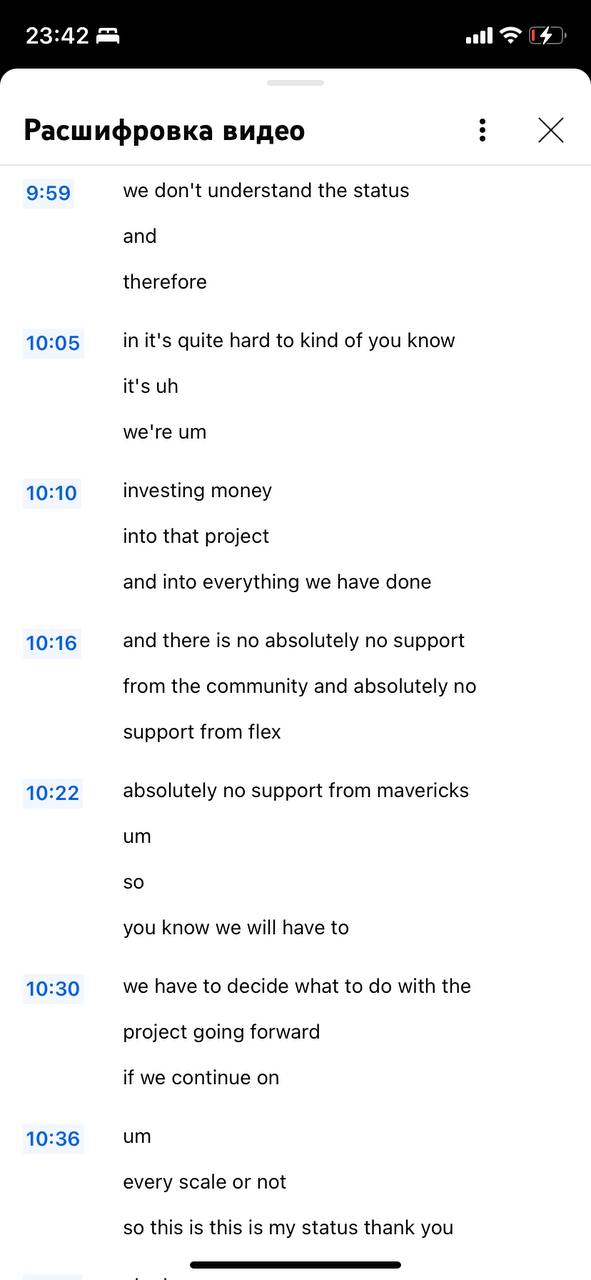 23:42
Расшифровка видео
9:59 we don't understand the status
and
therefore
10:05 in it's quite hard to kind of you know
it's uh
we're um
10:10 investing money
into that project
and into everything we have done
10:16 and there is no absolutely no support
from the community and absolutely no
support from flex
10:22 absolutely no support from mavericks
um
so
you know we will have to
10:30 we have to decide what to do with the
project going forward
if we continue on
10:36 um
every scale or not
so this is this is my status thank you